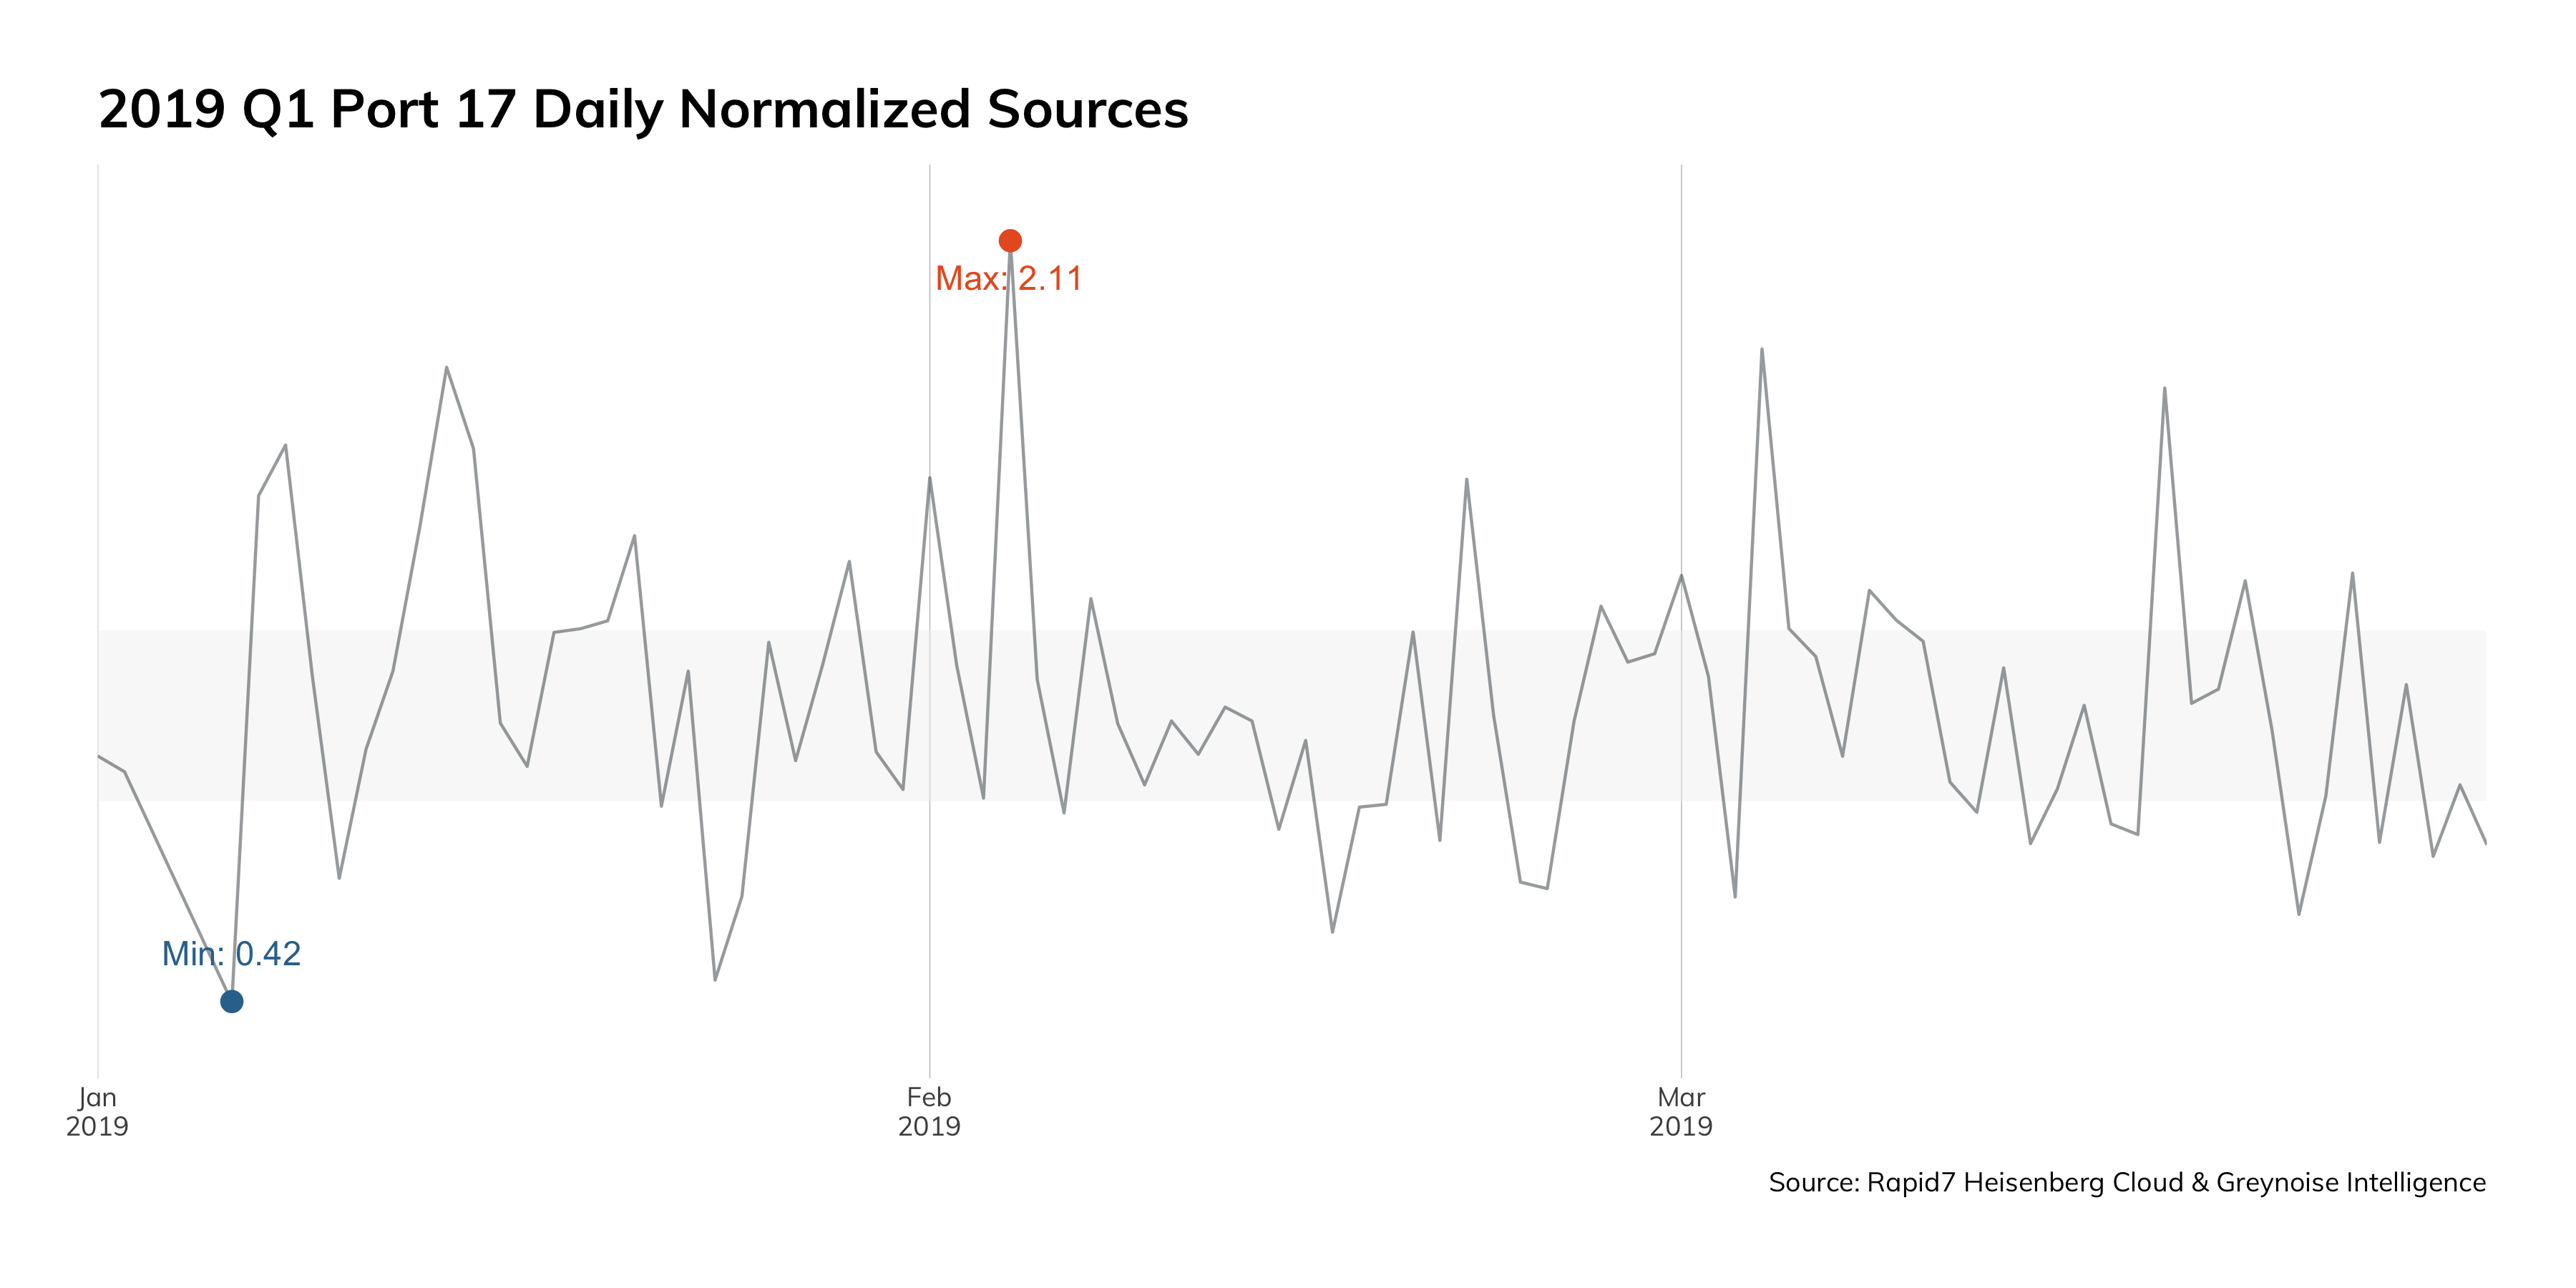 2019 Q1 Port 17 Daily Normalized Sources
Max: 2.11
Min: 0.42
Jan
2019
Feb
2019
Mar
2019
Source: Rapid7 Heisenberg Cloud & Greynoise Intelligence